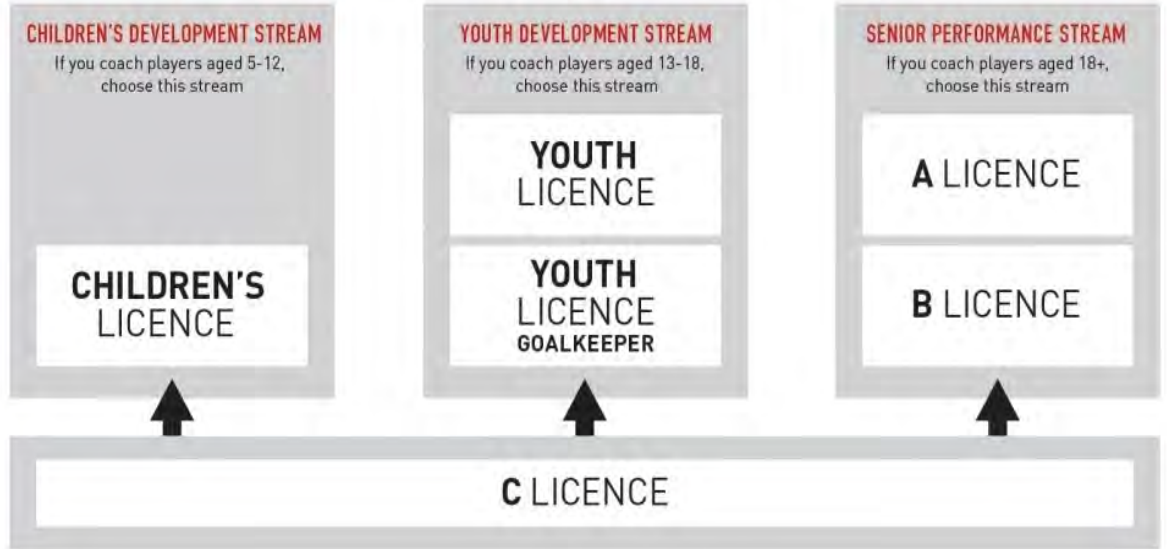 CHILDREN'S DEVELOPMENT STREAM
If you coach players aged 5-12,
choose this stream
CHILDREN'S
LICENCE
YOUTH DEVELOPMENT STREAM
If you coach players aged 13-18,
choose this stream
YOUTH
LICENCE
YOUTH
LICENCE
GOALKEEPER
SENIOR PERFORMANCE STREAM
If you coach players aged 18+,
choose this stream
A LICENCE
B LICENCE
C LICENCE